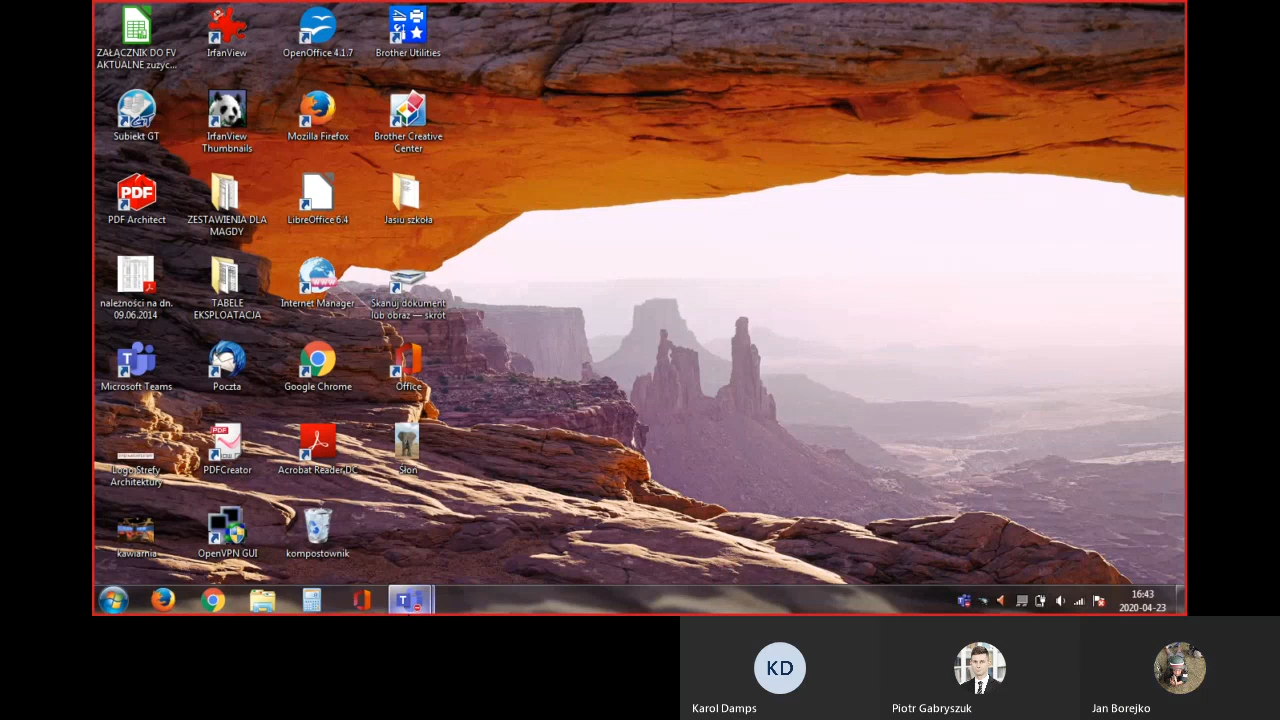 ZAŁĄCZNIK DO FV
AKTUALNE zużyc...
IrfanView
OpenOffice 4.1.7
Brother Utilities
Subiekt GT
IrfanView
Thumbnails
Mozilla Firefox
Brother Creative
Center
PDF
PDF Architect
ZESTAWIENIA DLA
MAGDY
LibreOffice 6.4
Jasiu szkoła
należności na dn.
09.06.2014
TABELE
EKSPLOATACJA
Internet Manager
Skanuj dokument
lub obraz — skrót
T
Microsoft Teams
Poczta
Google Chrome
Office
Logo Strefy
Architektury
PDF
PDFCreator
Acrobat Reader DC
Słoń
kawiarnia
OpenVPN GUI
kompostownik
T
16:43
2020-04-23
KD
Karol Damps
Piotr Gabryszuk
Jan Borejko